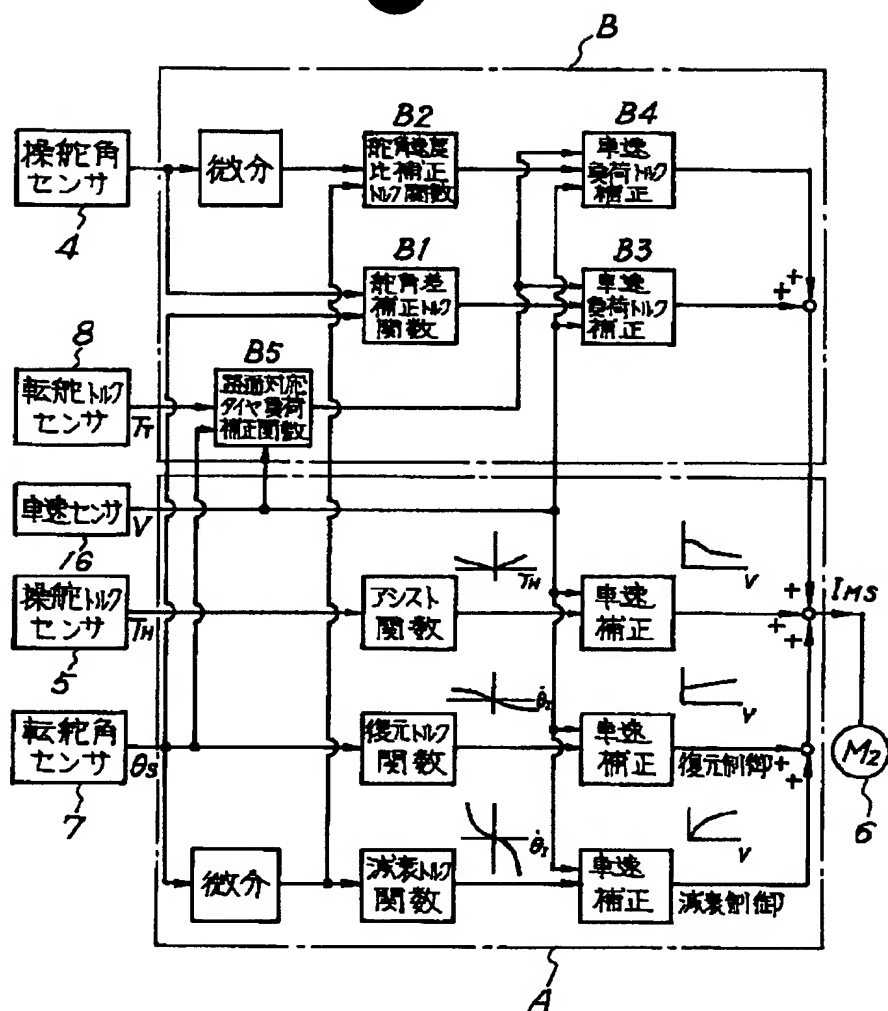 B
B2
B4
操舵角
センサ
4
微分
舵角速度
比補正
トルク関数
車速
負荷トルク
補正
B1
B3
舵角差
補正トルク
関数
車速
負荷トルク
補正
+
+
8
転舵トルク
センサ
TT
B5
路面対応
タイヤ負荷
補正関数
車速センサ
V
16
操舵トルク
センサ
TH
5
アシスト
関数
TH
車速
補正
V
+
+
+
IMS
転舵角
センサ
θS
7
復元トルク
関数
θ̇I
車速
補正
V
復元制御
+
+
M2
6
微分
減衰トルク
関数
θ̇I
車速
補正
V
減衰制御
A